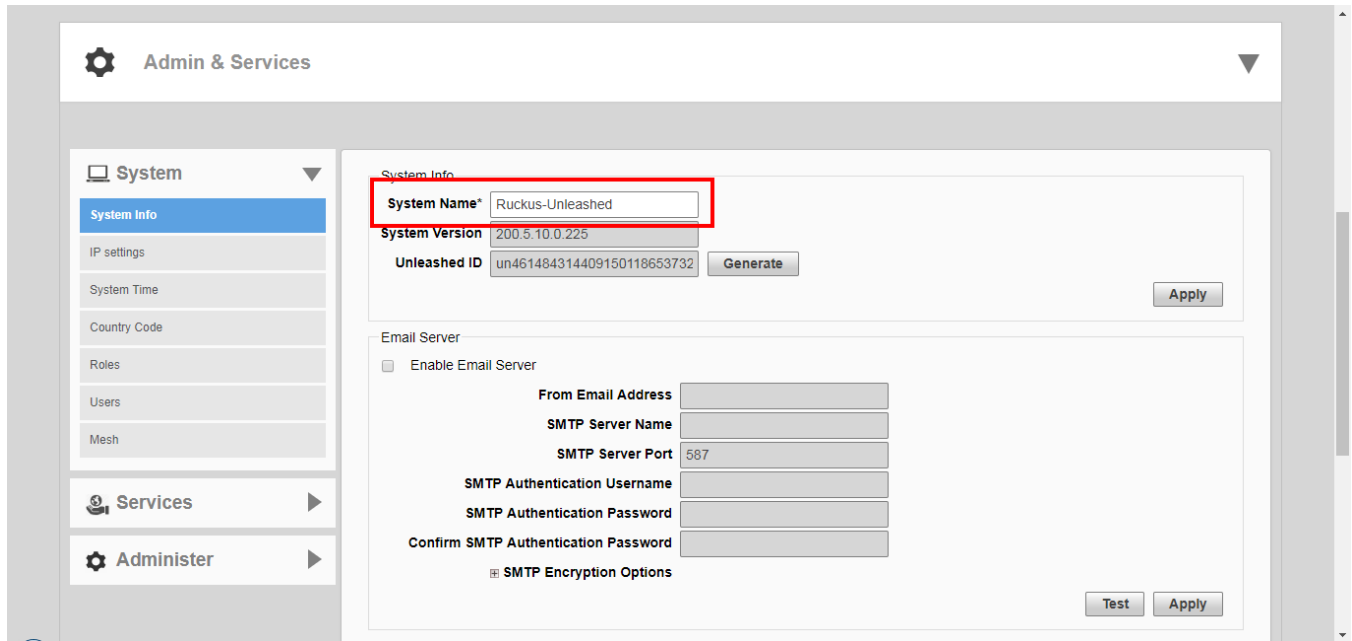 Admin & Services
System
System Info
IP settings
System Time
Country Code
Roles
Users
Mesh
Services
Administer
System Info
System Name* Ruckus-Unleashed
System Version 200.5.10.0.225
Unleashed ID un461484314409150118653732 Generate
Apply
Email Server
Enable Email Server
From Email Address
SMTP Server Name
SMTP Server Port 587
SMTP Authentication Username
SMTP Authentication Password
Confirm SMTP Authentication Password
SMTP Encryption Options
Test Apply